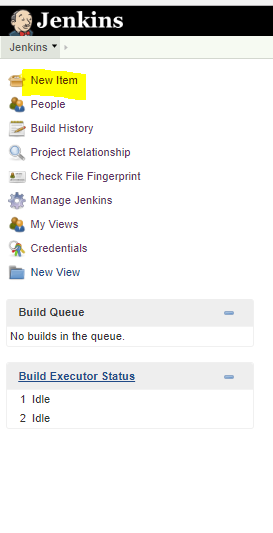 Jenkins
Jenkins
New Item
People
Build History
Project Relationship
Check File Fingerprint
Manage Jenkins
My Views
Credentials
New View
Build Queue
No builds in the queue.
Build Executor Status
1 Idle
2 Idle